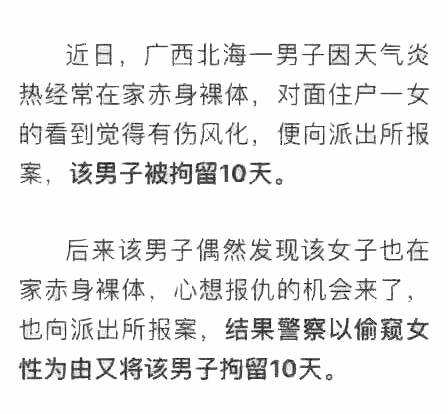 近日，广西北海一男子因天气炎
热经常在家赤身裸体，对面住户一女
的看到觉得有伤风化，便向派出所报
案，该男子被拘留10天。
后来该男子偶然发现该女子也在
家赤身裸体，心想报仇的机会来了，
也向派出所报案，结果警察以偷窥女
性为由又将该男子拘留10天。